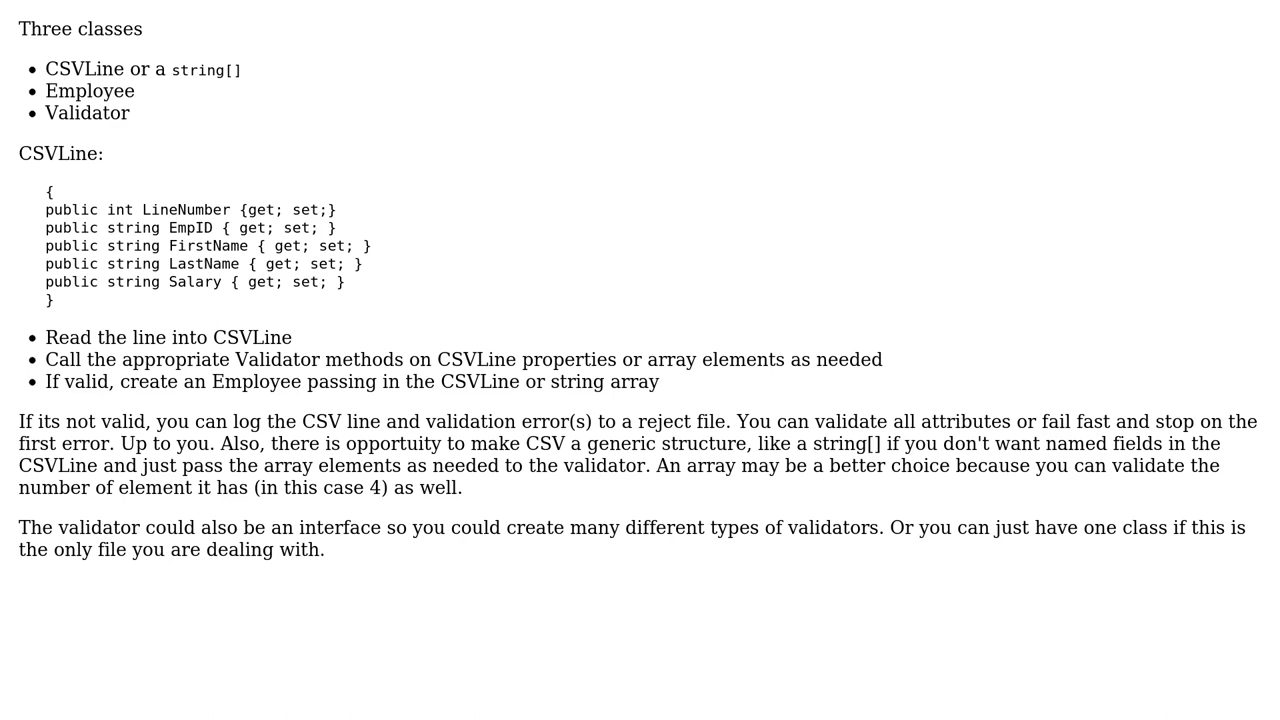 Three classes
• CSVLine or a string[]
• Employee
• Validator
CSVLine:
{
public int LineNumber {get; set;}
public string EmpID { get; set; }
public string FirstName { get; set; }
public string LastName { get; set; }
public string Salary { get; set; }
}
• Read the line into CSVLine
• Call the appropriate Validator methods on CSVLine properties or array elements as needed
• If valid, create an Employee passing in the CSVLine or string array
If its not valid, you can log the CSV line and validation error(s) to a reject file. You can validate all attributes or fail fast and stop on the
first error. Up to you. Also, there is opportuity to make CSV a generic structure, like a string[] if you don't want named fields in the
CSVLine and just pass the array elements as needed to the validator. An array may be a better choice because you can validate the
number of element it has (in this case 4) as well.
The validator could also be an interface so you could create many different types of validators. Or you can just have one class if this is
the only file you are dealing with.